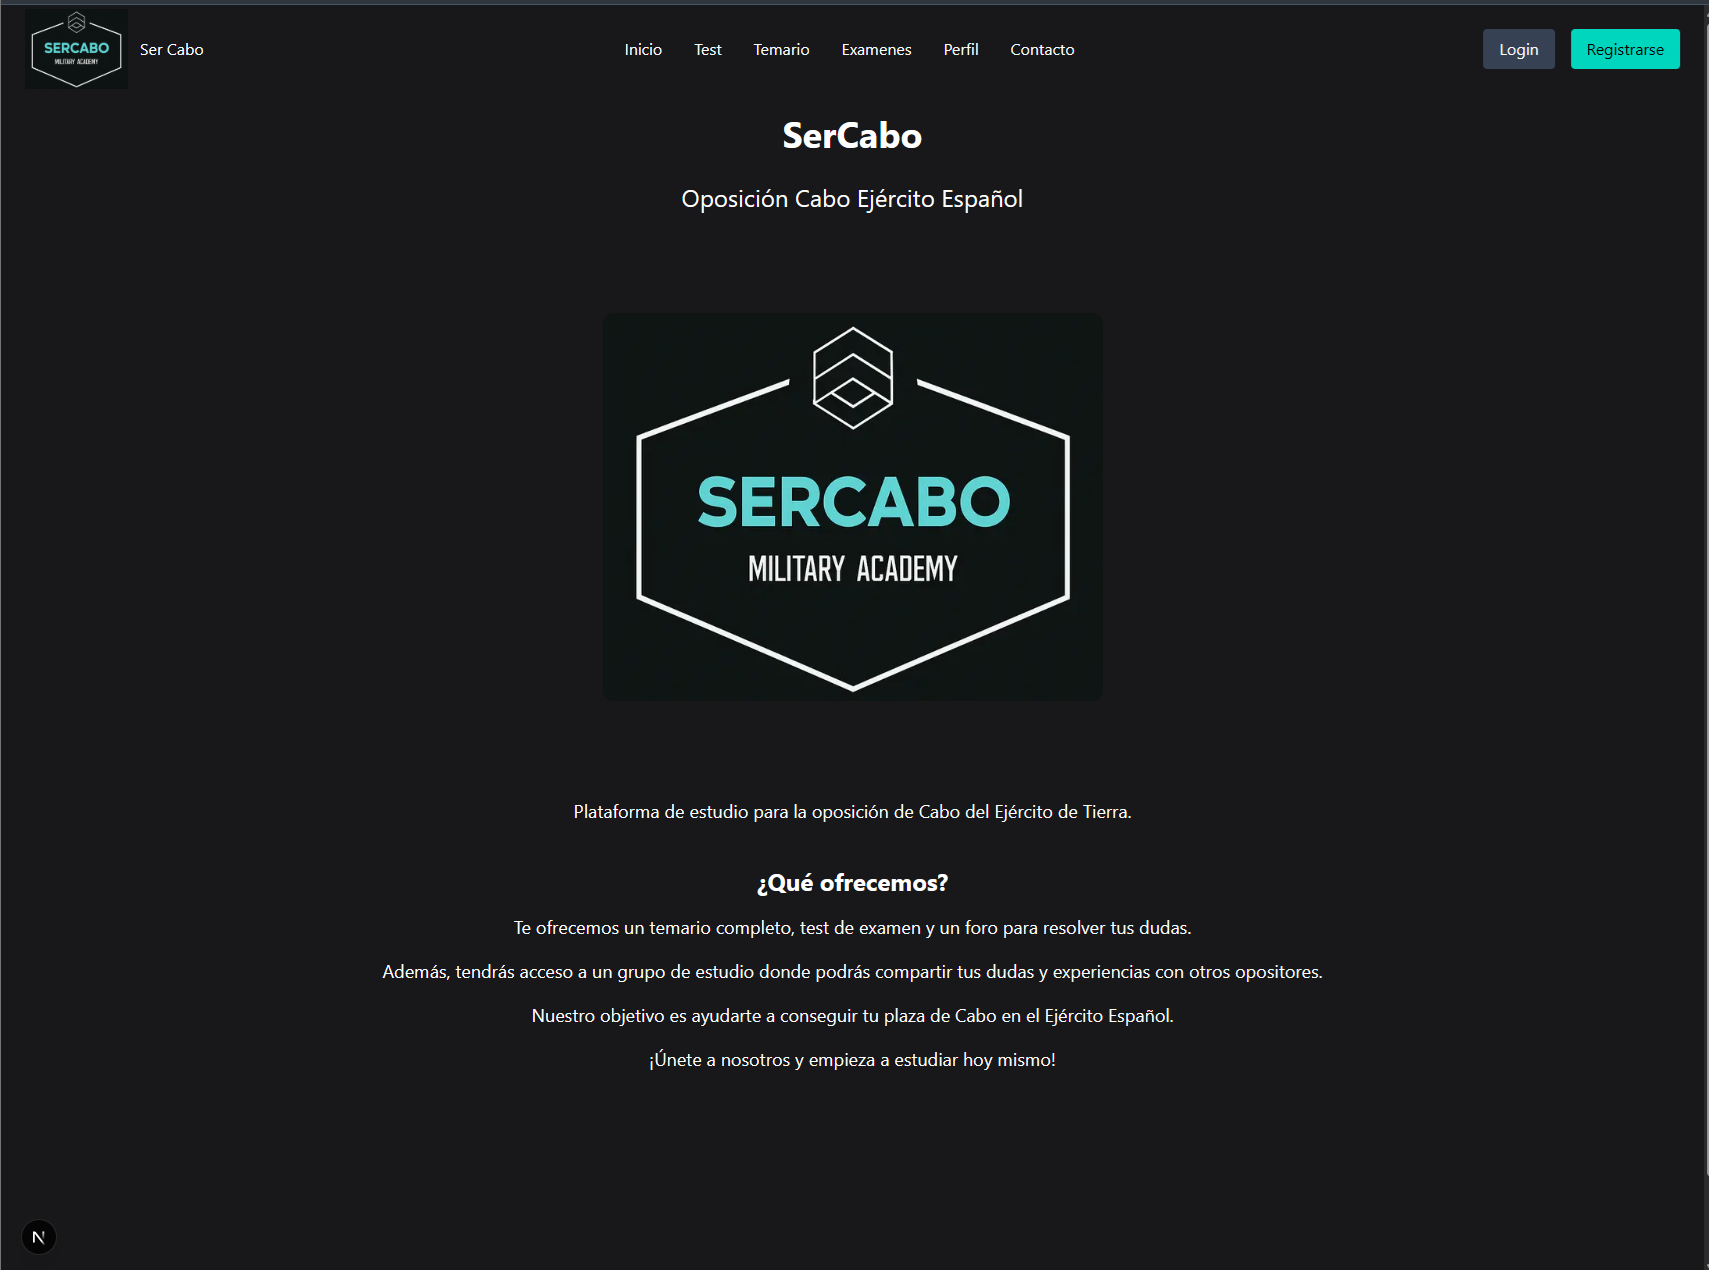 SERCABO
MILITARY ACADEMY
Ser Cabo
Inicio
Test
Temario
Examenes
Perfil
Contacto
Login
Registrarse
SerCabo
Oposición Cabo Ejército Español
SERCABO
MILITARY ACADEMY
Plataforma de estudio para la oposición de Cabo del Ejército de Tierra.
¿Qué ofrecemos?
Te ofrecemos un temario completo, test de examen y un foro para resolver tus dudas.
Además, tendrás acceso a un grupo de estudio donde podrás compartir tus dudas y experiencias con otros opositores.
Nuestro objetivo es ayudarte a conseguir tu plaza de Cabo en el Ejército Español.
¡Únete a nosotros y empieza a estudiar hoy mismo!
N